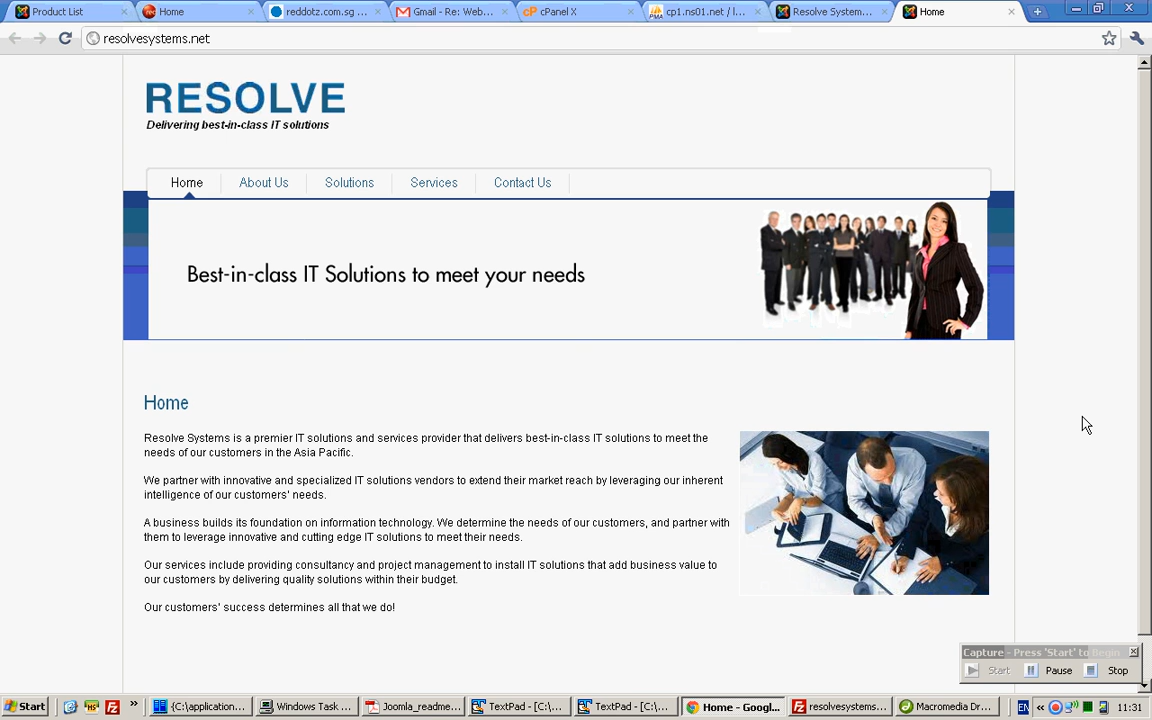 Product List
Home
reddotz.com.sg ...
Gmail - Re: Web...
cPanel X
cp1.ns01.net / l...
Resolve System...
Home
resolvesystems.net
RESOLVE
Delivering best-in-class IT solutions
Home
About Us
Solutions
Services
Contact Us
Best-in-class IT Solutions to meet your needs
Home
Resolve Systems is a premier IT solutions and services provider that delivers best-in-class IT solutions to meet the
needs of our customers in the Asia Pacific.
We partner with innovative and specialized IT solutions vendors to extend their market reach by leveraging our inherent
intelligence of our customers' needs.
A business builds its foundation on information technology. We determine the needs of our customers, and partner with
them to leverage innovative and cutting edge IT solutions to meet their needs.
Our services include providing consultancy and project management to install IT solutions that add business value to
our customers by delivering quality solutions within their budget.
Our customers' success determines all that we do!
Capture - Press 'Start' to Begin
Start
Pause
Stop
Start
{C:\application...
Windows Task ...
Joomla_readme...
TextPad - [C:\...
TextPad - [C:\...
Home - Googl...
resolvesystems...
Macromedia Dr...
EN
11:31